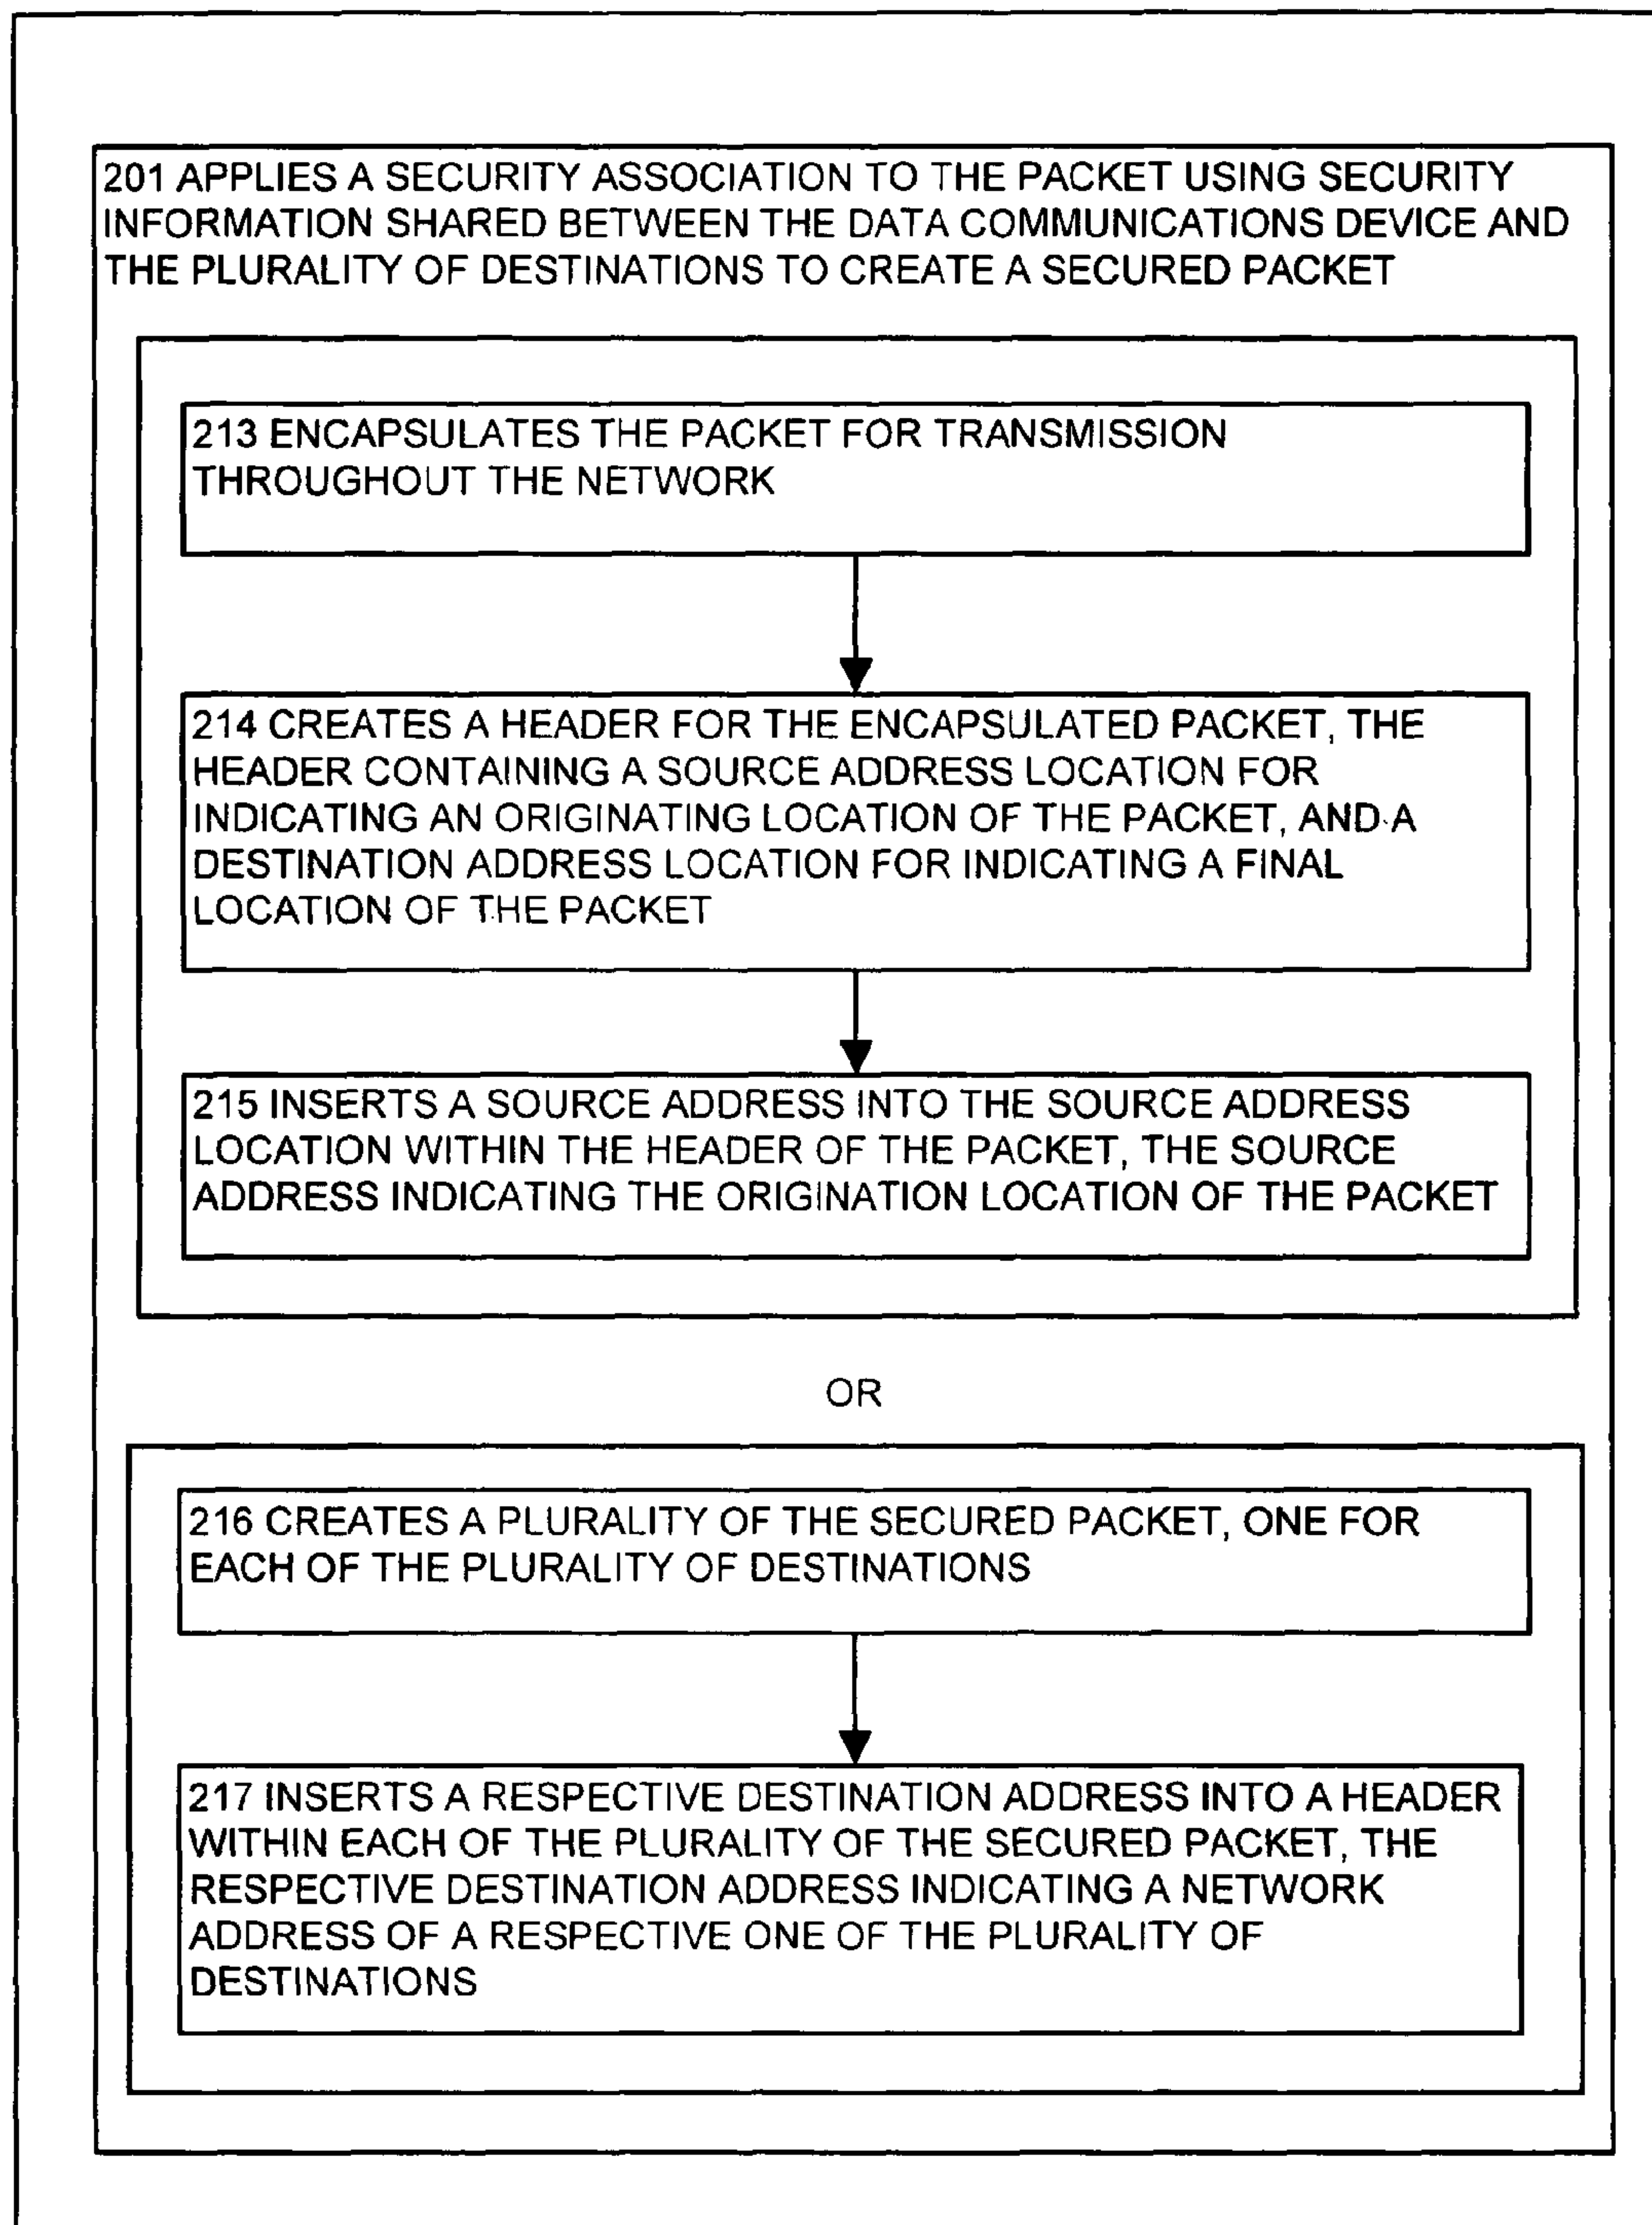 201 APPLIES A SECURITY ASSOCIATION TO THE PACKET USING SECURITY
INFORMATION SHARED BETWEEN THE DATA COMMUNICATIONS DEVICE AND
THE PLURALITY OF DESTINATIONS TO CREATE A SECURED PACKET
213 ENCAPSULATES THE PACKET FOR TRANSMISSION
THROUGHOUT THE NETWORK
214 CREATES A HEADER FOR THE ENCAPSULATED PACKET, THE
HEADER CONTAINING A SOURCE ADDRESS LOCATION FOR
INDICATING AN ORIGINATING LOCATION OF THE PACKET, AND A
DESTINATION ADDRESS LOCATION FOR INDICATING A FINAL
LOCATION OF THE PACKET
215 INSERTS A SOURCE ADDRESS INTO THE SOURCE ADDRESS
LOCATION WITHIN THE HEADER OF THE PACKET, THE SOURCE
ADDRESS INDICATING THE ORIGINATION LOCATION OF THE PACKET
OR
216 CREATES A PLURALITY OF THE SECURED PACKET, ONE FOR
EACH OF THE PLURALITY OF DESTINATIONS
217 INSERTS A RESPECTIVE DESTINATION ADDRESS INTO A HEADER
WITHIN EACH OF THE PLURALITY OF THE SECURED PACKET, THE
RESPECTIVE DESTINATION ADDRESS INDICATING A NETWORK
ADDRESS OF A RESPECTIVE ONE OF THE PLURALITY OF
DESTINATIONS